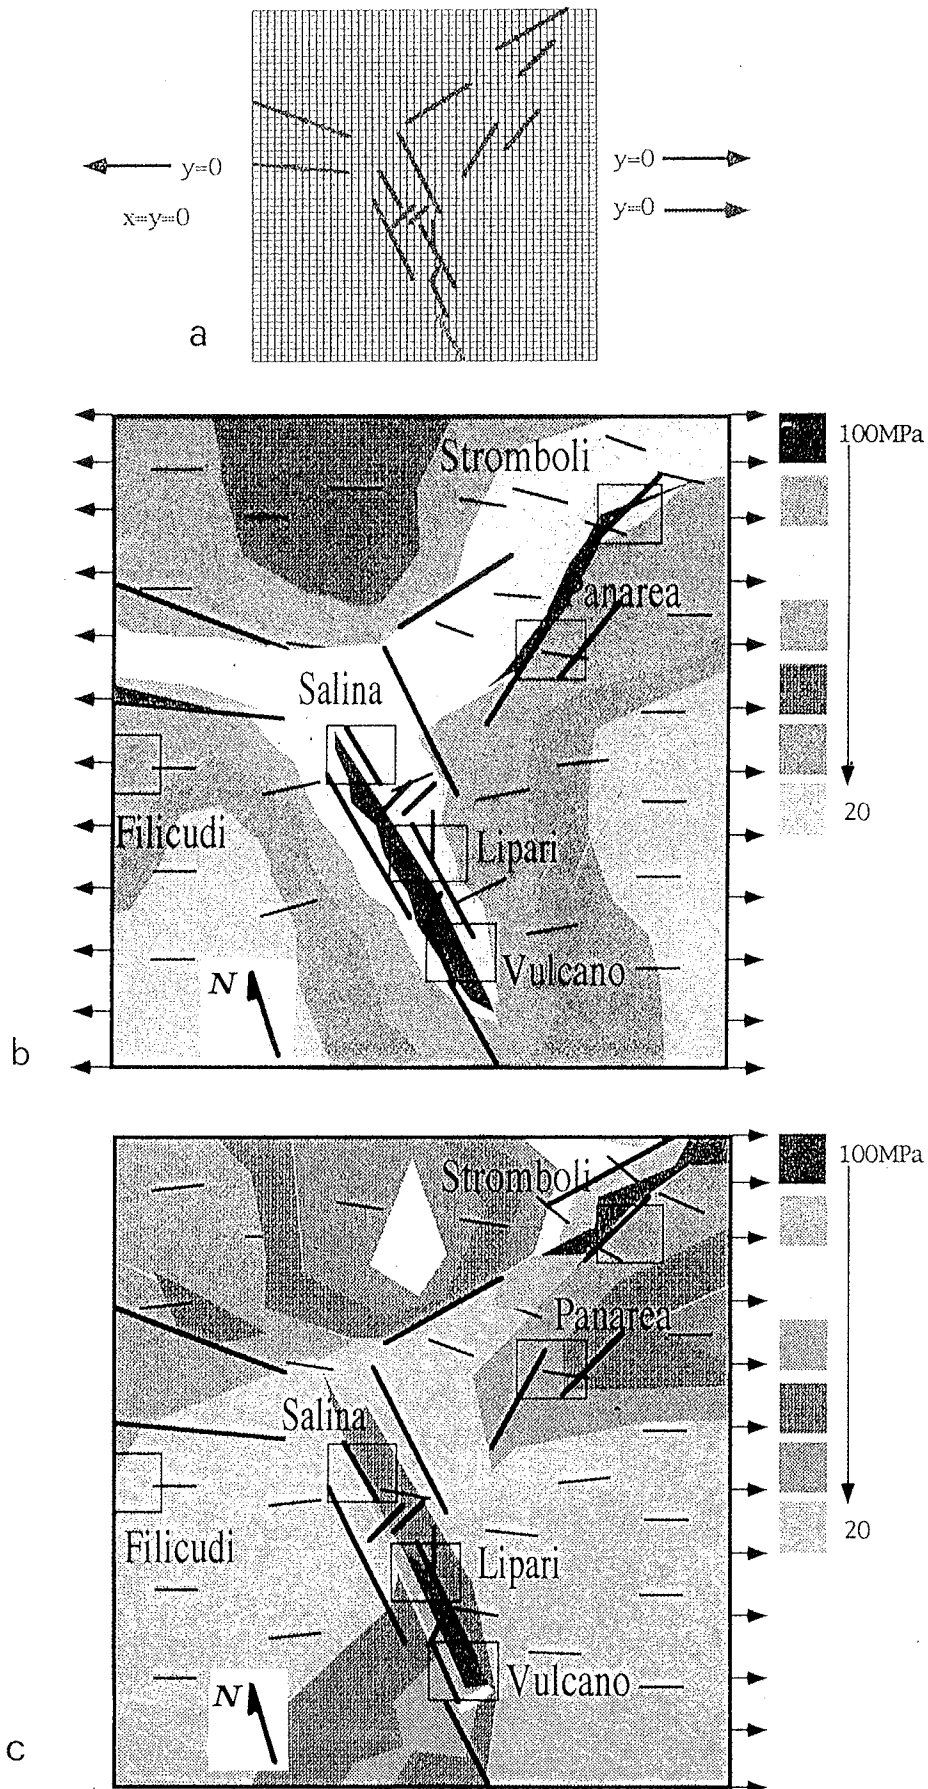 y=0
y=0
x=y=0
y=0
a
Stromboli
100MPa
Panarea
Salina
20
Filicudi
Lipari
N
Vulcano
b
Stromboli
100MPa
Panarea
Salina
20
Filicudi
Lipari
N
Vulcano
c